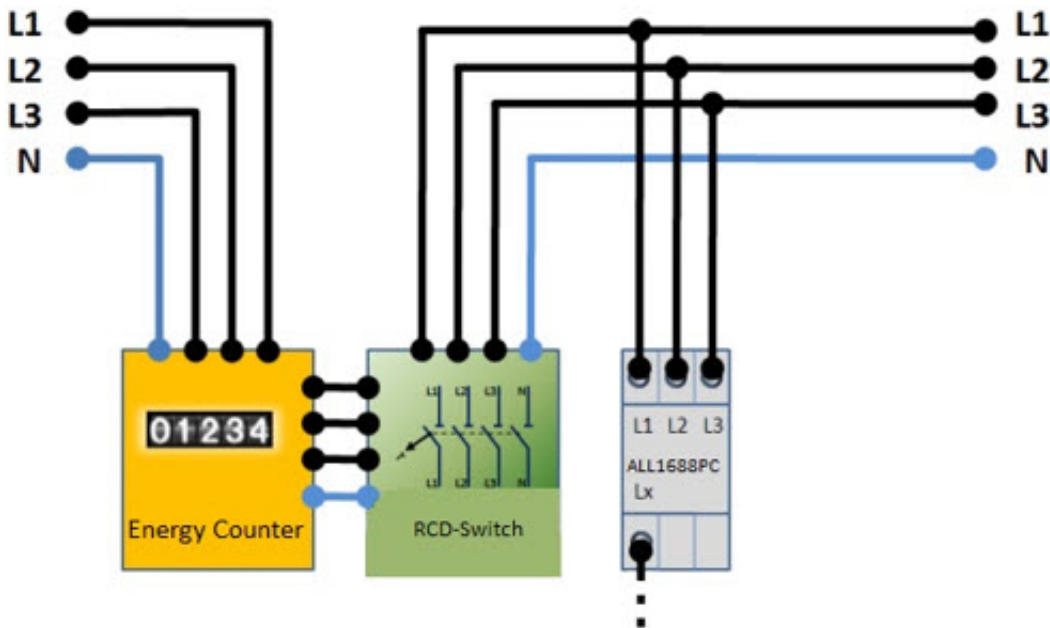 L1 L1
L2 L2
L3 L3
N N
01234
L1 L2 L3 N
L1 L2 L3 N
Energy Counter
RCD-Switch
L1 L2 L3
ALL1688PC
Lx